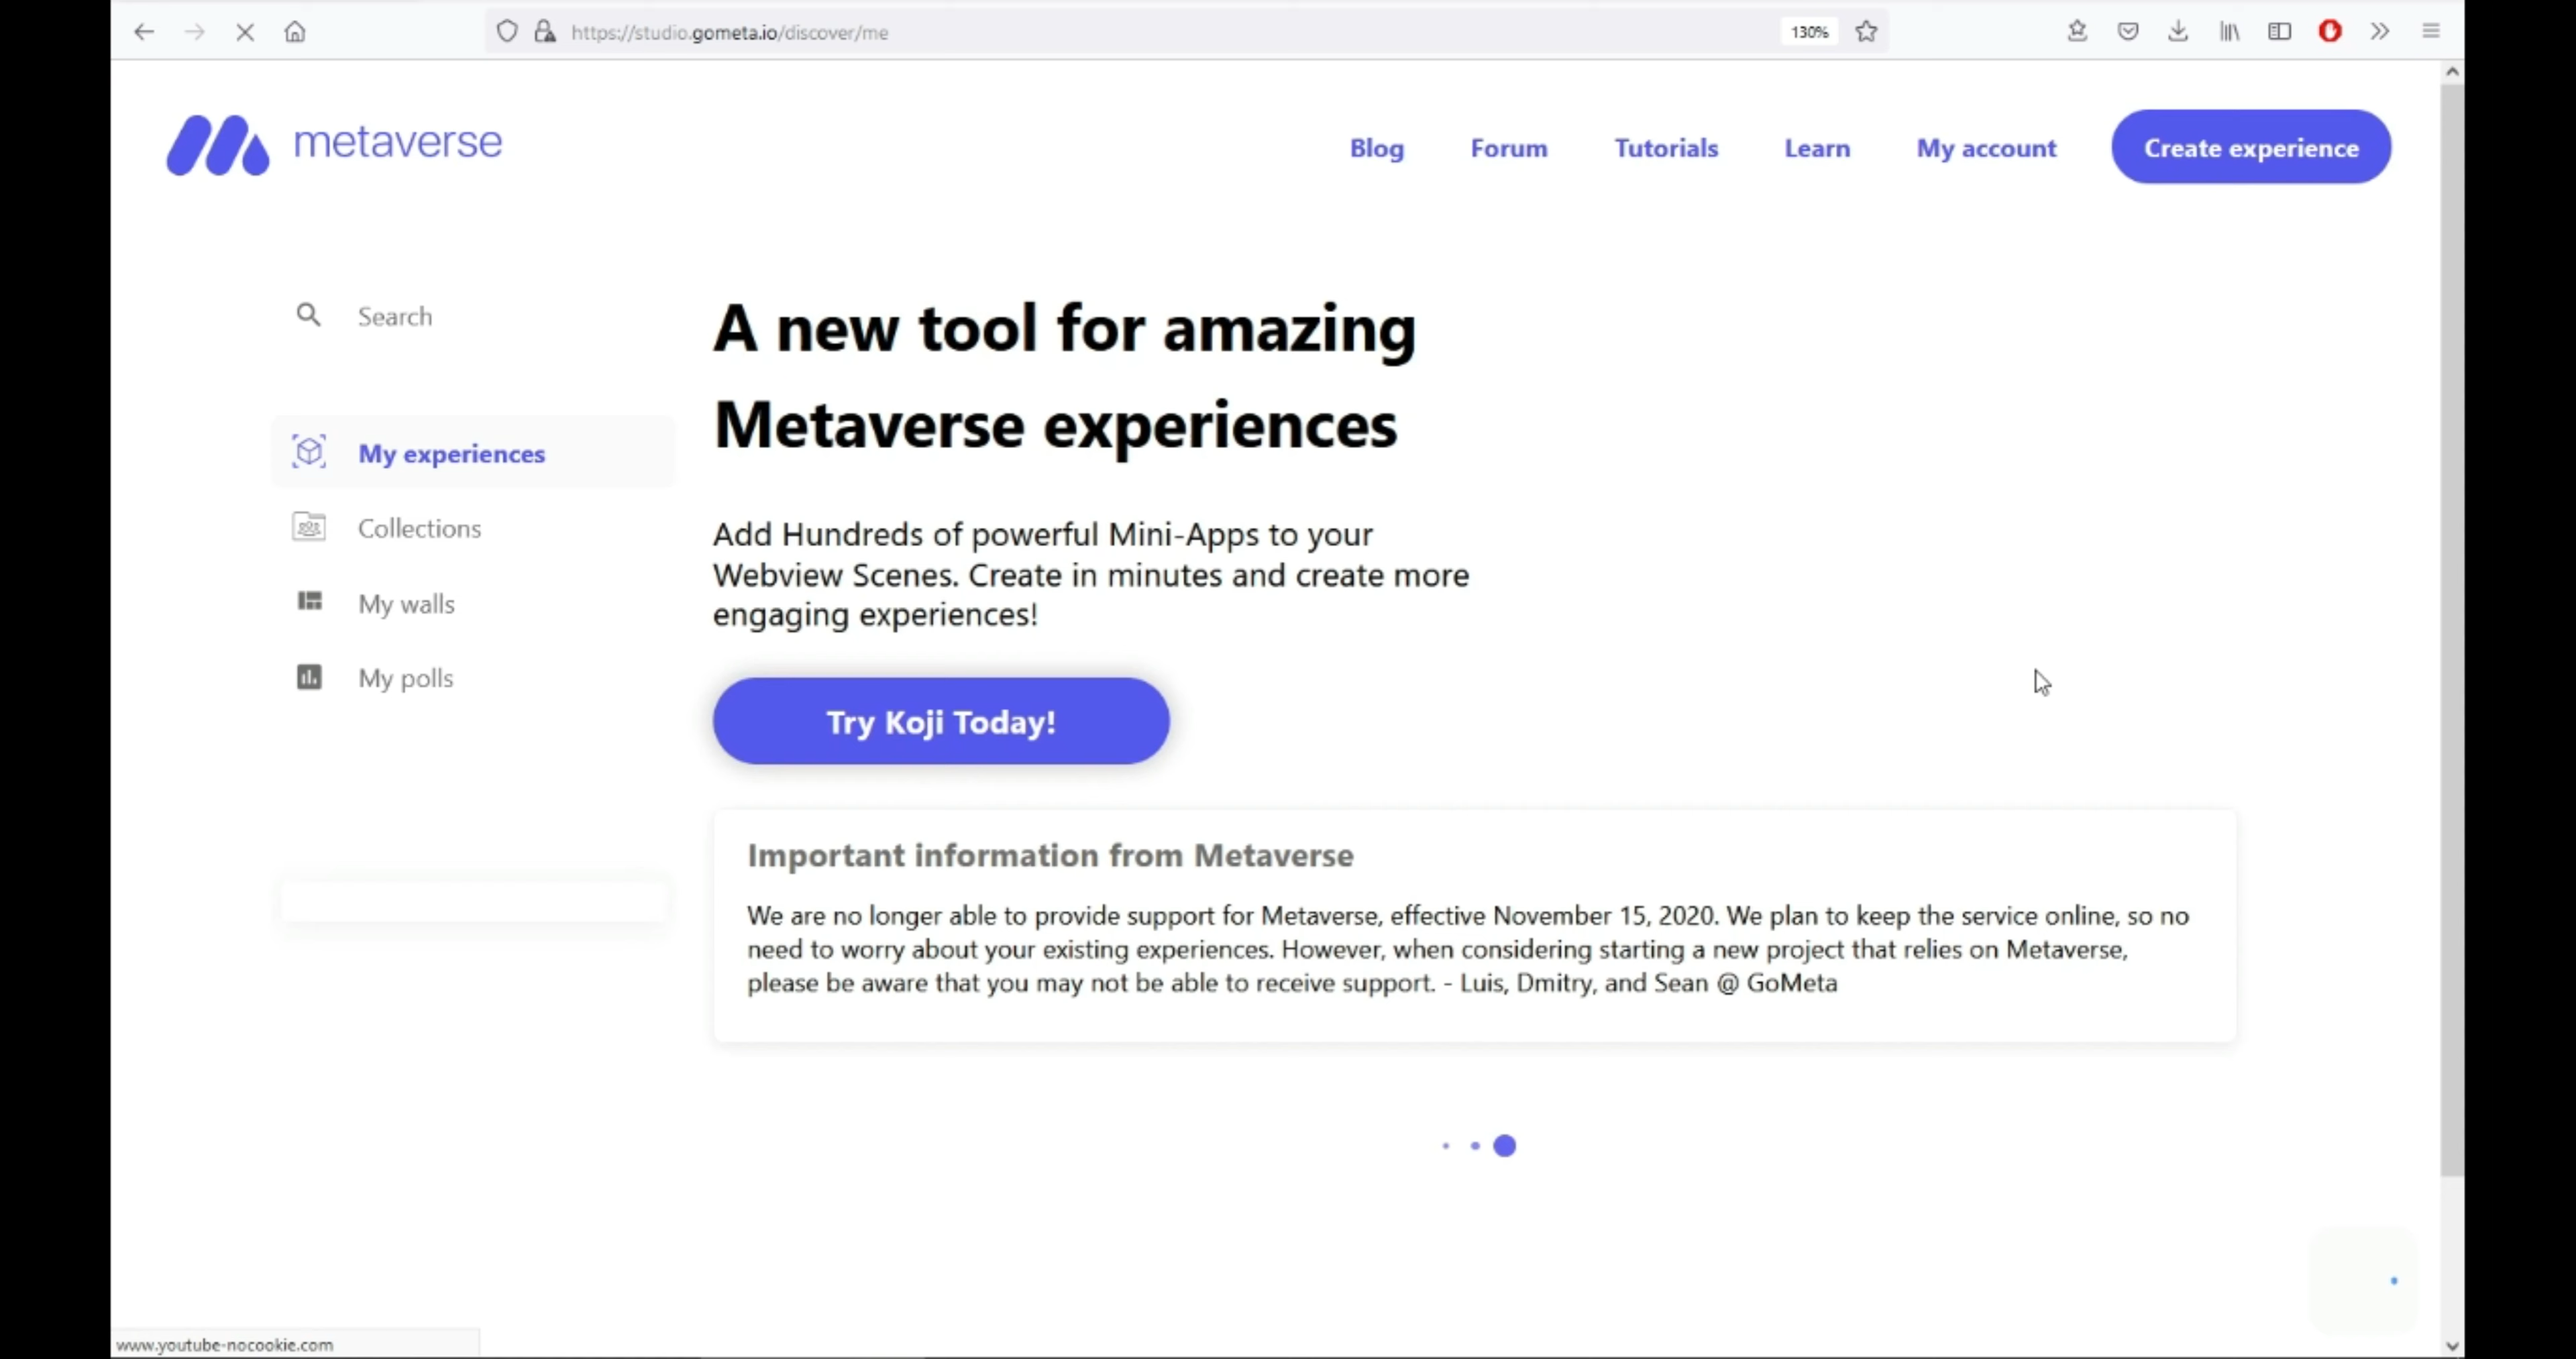 https://studio.gometa.io/discover/me
130%
metaverse
Blog
Forum
Tutorials
Learn
My account
Create experience
Search
My experiences
Collections
My walls
My polls
A new tool for amazing
Metaverse experiences
Add Hundreds of powerful Mini-Apps to your
Webview Scenes. Create in minutes and create more
engaging experiences!
Try Koji Today!
Important information from Metaverse
We are no longer able to provide support for Metaverse, effective November 15, 2020. We plan to keep the service online, so no
need to worry about your existing experiences. However, when considering starting a new project that relies on Metaverse,
please be aware that you may not be able to receive support. - Luis, Dmitry, and Sean @ GoMeta
www.youtube-nocookie.com